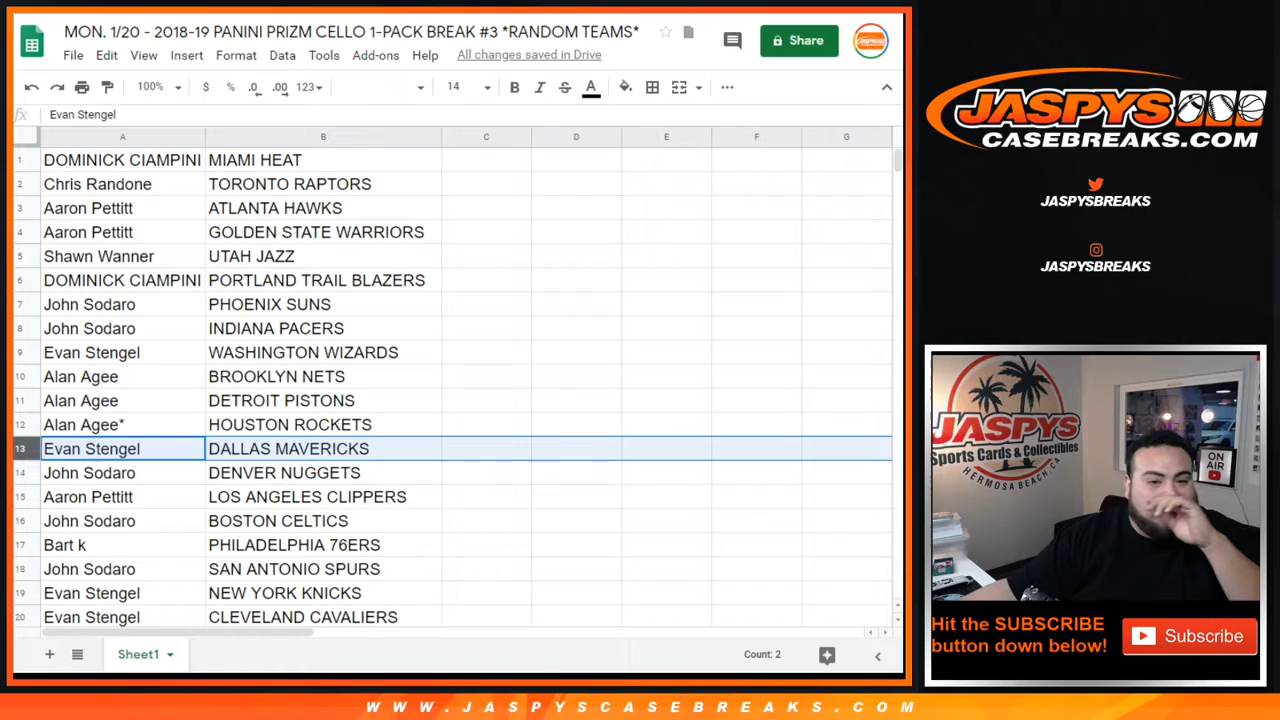 MON. 1/20 - 2018-19 PANINI PRIZM CELLO 1-PACK BREAK #3 *RANDOM TEAMS*
File Edit View Insert Format Data Tools Add-ons Help All changes saved in Drive
Share
100% $ % .0 .00 123 14 B I S A
fx Evan Stengel
A B C D E F G
1 DOMINICK CIAMPINI MIAMI HEAT
2 Chris Randone TORONTO RAPTORS
3 Aaron Pettitt ATLANTA HAWKS
4 Aaron Pettitt GOLDEN STATE WARRIORS
5 Shawn Wanner UTAH JAZZ
6 DOMINICK CIAMPINI PORTLAND TRAIL BLAZERS
7 John Sodaro PHOENIX SUNS
8 John Sodaro INDIANA PACERS
9 Evan Stengel WASHINGTON WIZARDS
10 Alan Agee BROOKLYN NETS
11 Alan Agee DETROIT PISTONS
12 Alan Agee* HOUSTON ROCKETS
13 Evan Stengel DALLAS MAVERICKS
14 John Sodaro DENVER NUGGETS
15 Aaron Pettitt LOS ANGELES CLIPPERS
16 John Sodaro BOSTON CELTICS
17 Bart k PHILADELPHIA 76ERS
18 John Sodaro SAN ANTONIO SPURS
19 Evan Stengel NEW YORK KNICKS
20 Evan Stengel CLEVELAND CAVALIERS
Sheet1
Count: 2
JASPYS
CASEBREAKS.COM
JASPYSBREAKS
JASPYSBREAKS
JASPYS
Sports Cards & Collectibles
HERMOSA BEACH, CA
ON
AIR
Hit the SUBSCRIBE
button down below!
Subscribe
WWW.JASPYSCASEBREAKS.COM